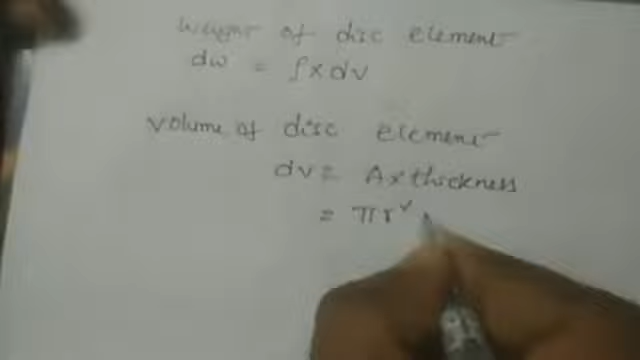 weight of disc element
dw = ρ x dv
volume of disc element
dv = A x thickness
= πr²